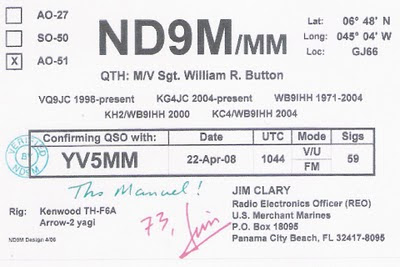 AO-27
SO-50
X AO-51
ND9M/MM
Lat: 06° 48' N
Long: 045° 04' W
Loc: GJ66
QTH: M/V Sgt. William R. Button
VQ9JC 1998-present KG4JC 2004-present WB9IHH 1971-2004
KH2/WB9IHH 2000 KC4/WB9IHH 2004
VERIFIED BY ND9M
Confirming QSO with: Date UTC Mode Sigs
YV5MM 22-Apr-08 1044 V/U FM 59
Tho Manuel!
73, Jim
Rig: Kenwood TH-F6A
Arrow-2 yagi
JIM CLARY
Radio Electronics Officer (REO)
U.S. Merchant Marines
P.O. Box 18095
Panama City Beach, FL 32417-8095
ND9M Design 4/06